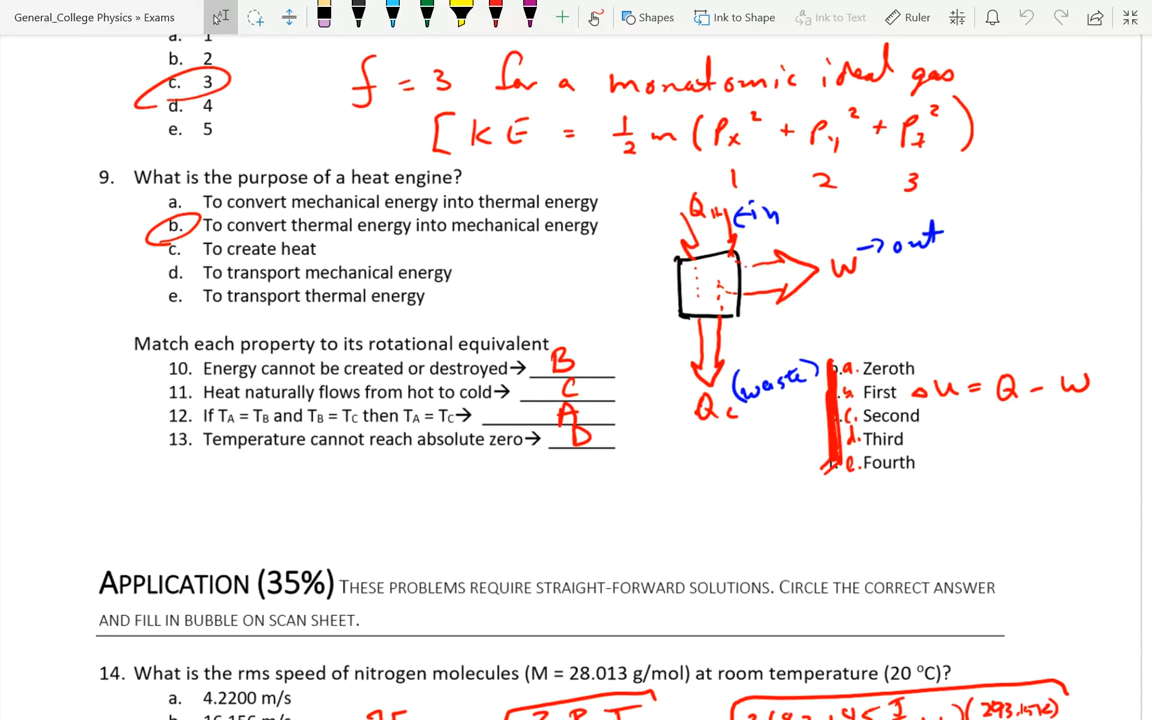 General_College Physics » Exams
Shapes
Ink to Shape
Ink to Text
Ruler
a. 1
b. 2
c. 3
d. 4
e. 5
f = 3 for a monatomic ideal gas
[ KE = 1/2 m (Px² + Py² + Pz²)
1 2 3
9. What is the purpose of a heat engine?
a. To convert mechanical energy into thermal energy
b. To convert thermal energy into mechanical energy
c. To create heat
d. To transport mechanical energy
e. To transport thermal energy
QH ← in
W → out
Qc (waste)
Match each property to its rotational equivalent
10. Energy cannot be created or destroyed→ B
11. Heat naturally flows from hot to cold→ C
12. If TA = TB and TB = TC then TA = TC→ A
13. Temperature cannot reach absolute zero→ D
a. Zeroth
b. First ΔU = Q - W
c. Second
d. Third
e. Fourth
APPLICATION (35%) THESE PROBLEMS REQUIRE STRAIGHT-FORWARD SOLUTIONS. CIRCLE THE CORRECT ANSWER
AND FILL IN BUBBLE ON SCAN SHEET.
14. What is the rms speed of nitrogen molecules (M = 28.013 g/mol) at room temperature (20 °C)?
a. 4.2200 m/s
(293.15K)